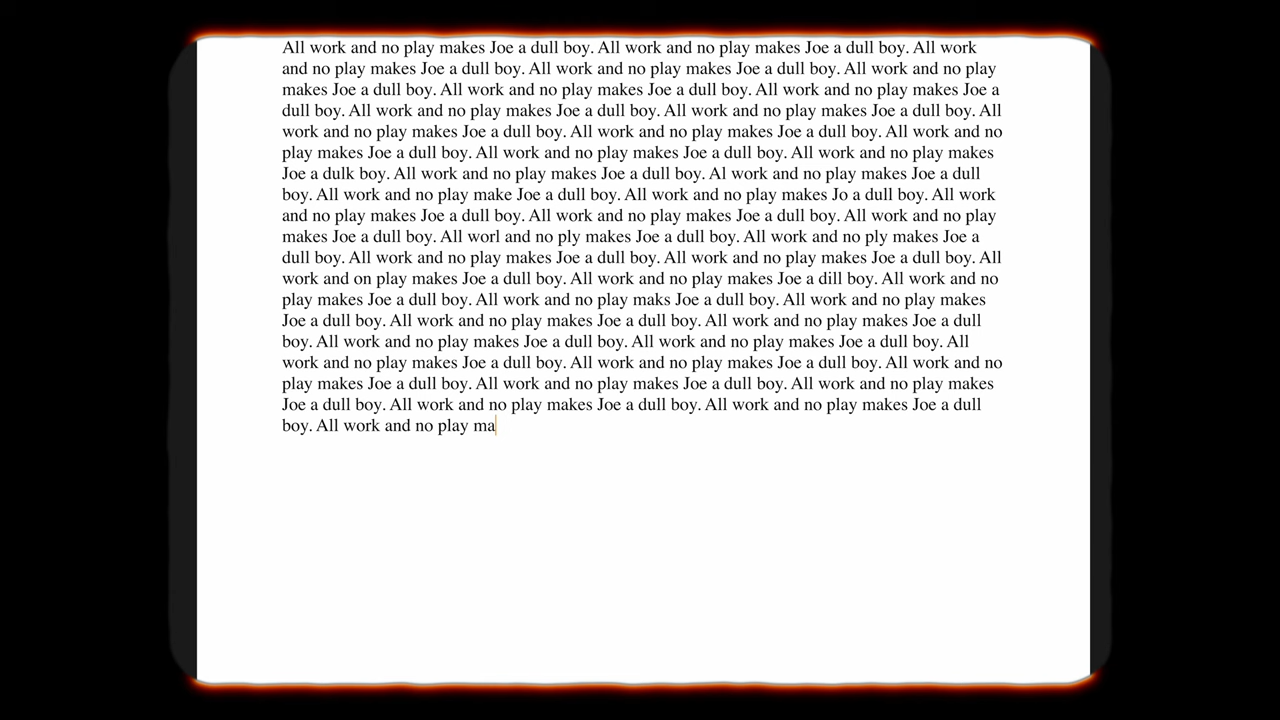 All work and no play makes Joe a dull boy. All work and no play makes Joe a dull boy. All work
and no play makes Joe a dull boy. All work and no play makes Joe a dull boy. All work and no play
makes Joe a dull boy. All work and no play makes Joe a dull boy. All work and no play makes Joe a
dull boy. All work and no play makes Joe a dull boy. All work and no play makes Joe a dull boy. All
work and no play makes Joe a dull boy. All work and no play makes Joe a dull boy. All work and no
play makes Joe a dull boy. All work and no play makes Joe a dull boy. All work and no play makes
Joe a dulk boy. All work and no play makes Joe a dull boy. Al work and no play makes Joe a dull
boy. All work and no play make Joe a dull boy. All work and no play makes Jo a dull boy. All work
and no play makes Joe a dull boy. All work and no play makes Joe a dull boy. All work and no play
makes Joe a dull boy. All worl and no ply makes Joe a dull boy. All work and no ply makes Joe a
dull boy. All work and no play makes Joe a dull boy. All work and no play makes Joe a dull boy. All
work and on play makes Joe a dull boy. All work and no play makes Joe a dill boy. All work and no
play makes Joe a dull boy. All work and no play maks Joe a dull boy. All work and no play makes
Joe a dull boy. All work and no play makes Joe a dull boy. All work and no play makes Joe a dull
boy. All work and no play makes Joe a dull boy. All work and no play makes Joe a dull boy. All
work and no play makes Joe a dull boy. All work and no play makes Joe a dull boy. All work and no
play makes Joe a dull boy. All work and no play makes Joe a dull boy. All work and no play makes
Joe a dull boy. All work and no play makes Joe a dull boy. All work and no play makes Joe a dull
boy. All work and no play ma